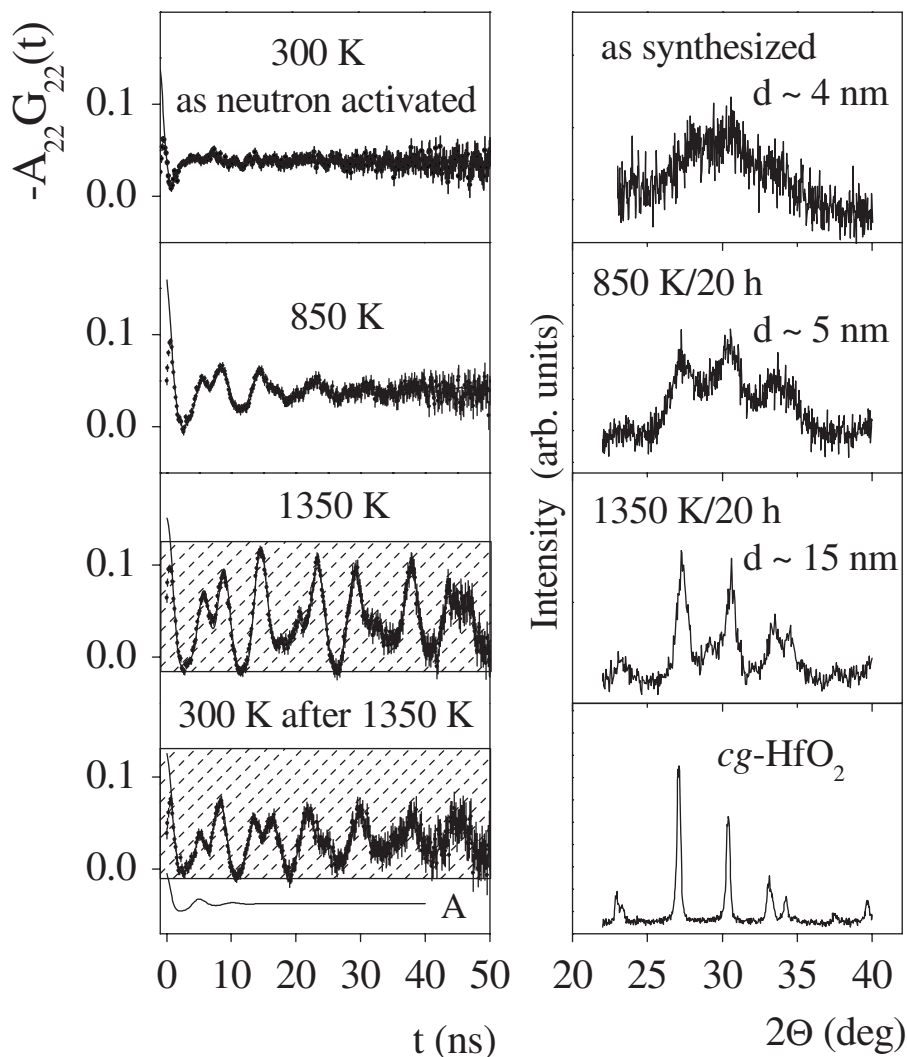 -A22G22(t)
300 K
as neutron activated
0.1
0.0
850 K
0.1
0.0
1350 K
0.1
0.0
300 K after 1350 K
0.1
0.0
A
0 10 20 30 40 50
t (ns)
as synthesized
d ~ 4 nm
850 K/20 h
d ~ 5 nm
1350 K/20 h
d ~ 15 nm
cg-HfO2
Intensity (arb. units)
20 25 30 35 40
2Θ (deg)